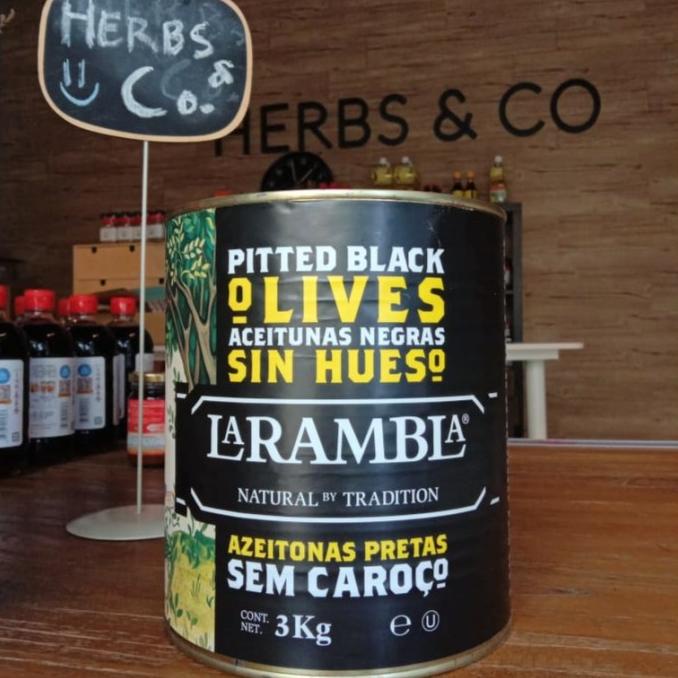 HERBS
& Co.
HERBS & CO
PITTED BLACK
OLIVES
ACEITUNAS NEGRAS
SIN HUESO
LARAMBLA®
NATURAL BY TRADITION
AZEITONAS PRETAS
SEM CAROÇO
CONT.
NET. 3Kg ℮ U